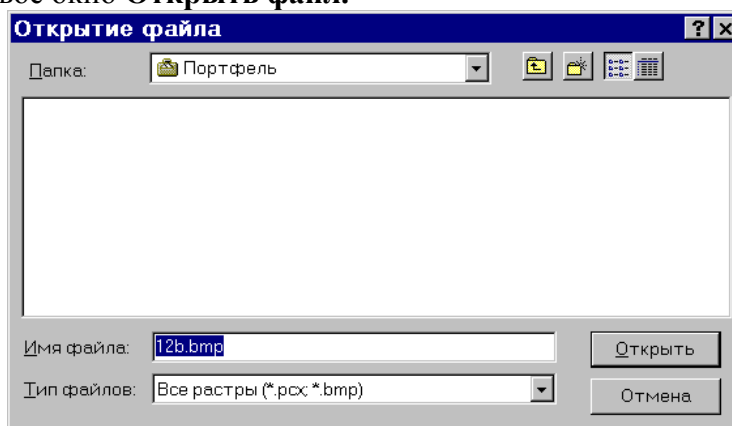 вое окно Открыть файл.
Открытие файла
Папка: Портфель
Имя файла: 12b.bmp Открыть
Тип файлов: Все растры (*.pcx; *.bmp) Отмена